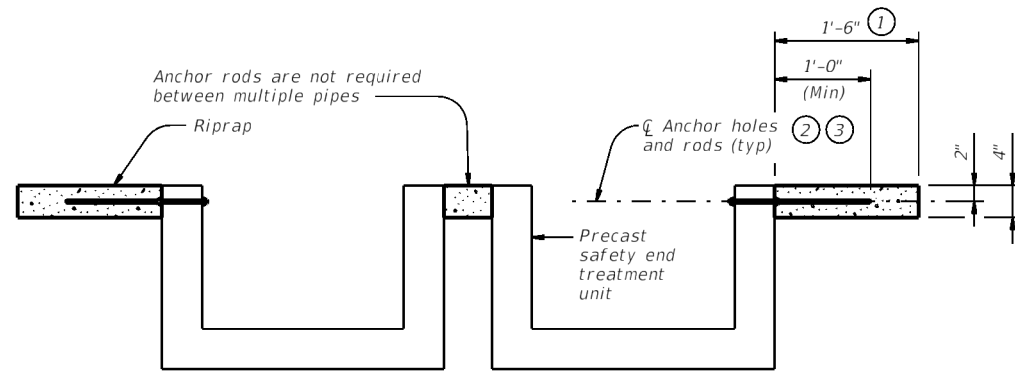 1'-6" 1
1'-0"
(Min)
Anchor rods are not required
between multiple pipes
Riprap
℄ Anchor holes 2 3
and rods (typ)
2"
4"
Precast
safety end
treatment
unit